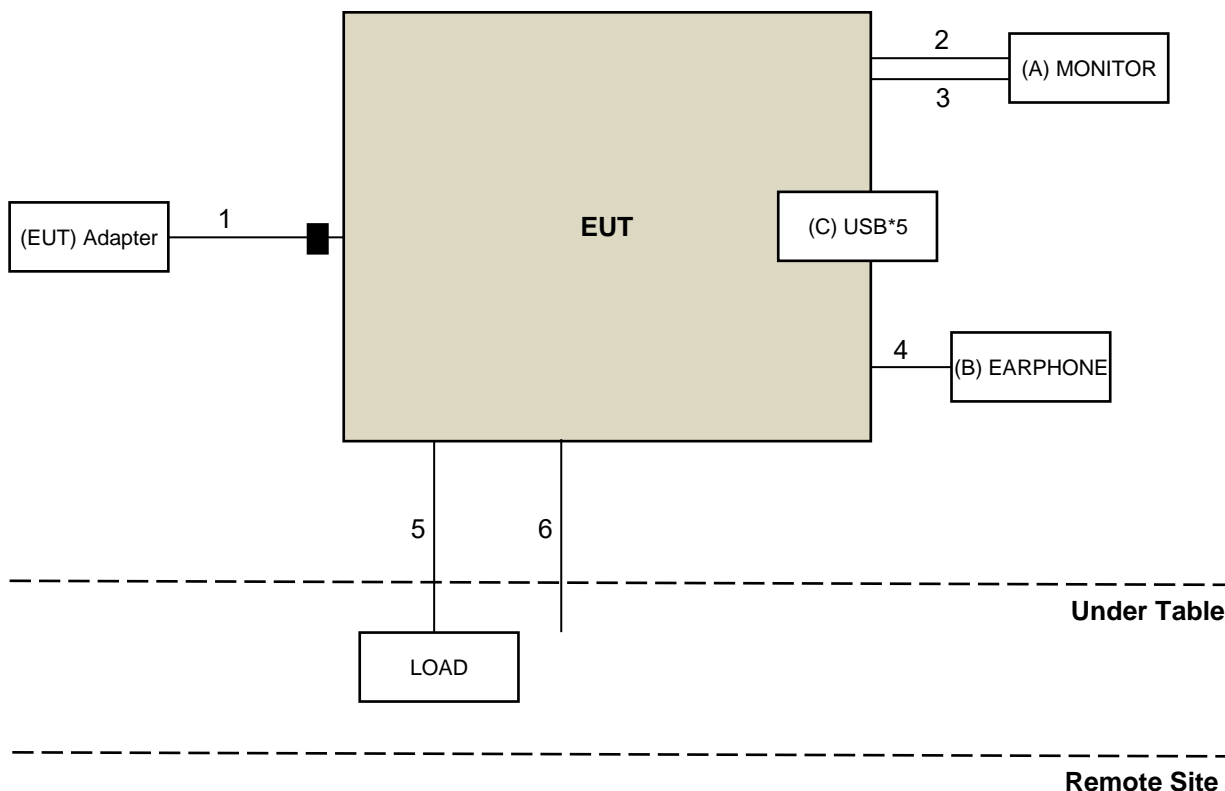 2
(A) MONITOR
3
1
(EUT) Adapter
EUT
(C) USB*5
4
(B) EARPHONE
5
6
Under Table
LOAD
Remote Site